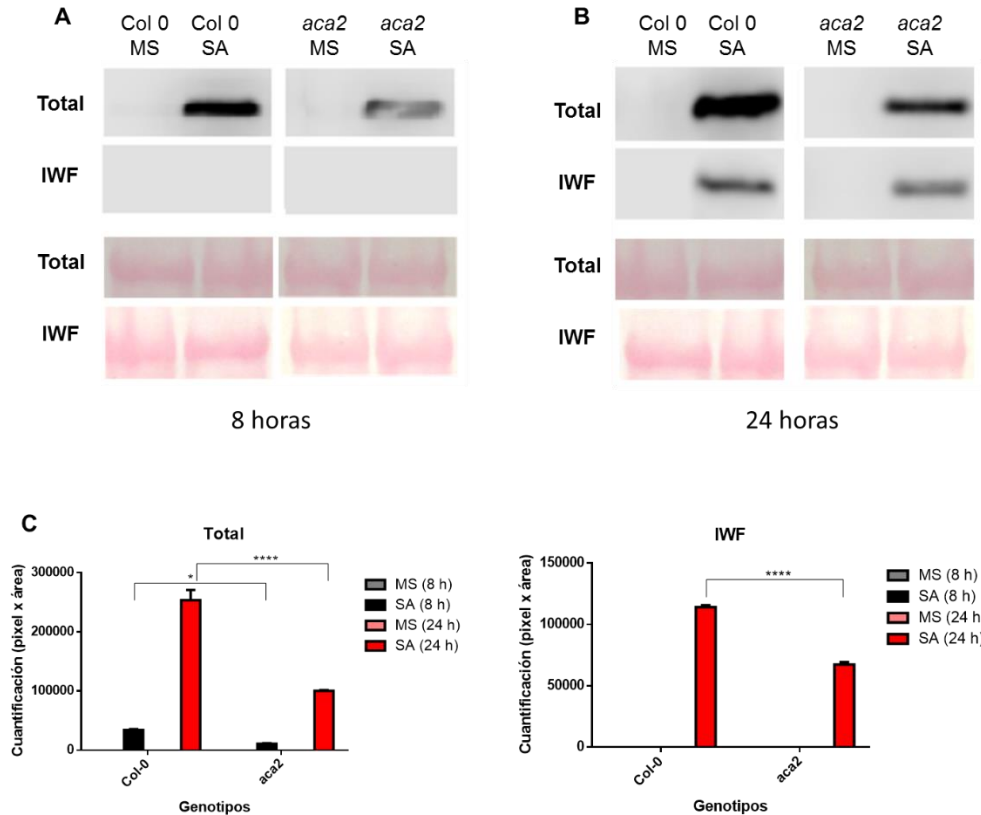 A
Col 0 Col 0 aca2 aca2
MS SA MS SA
Total
IWF
Total
IWF
8 horas
B
Col 0 Col 0 aca2 aca2
MS SA MS SA
Total
IWF
Total
IWF
24 horas
C
Total
Cuantificación (pixel x área)
300000
200000
100000
0
* ****
Col-0 aca2
Genotipos
MS (8 h)
SA (8 h)
MS (24 h)
SA (24 h)
IWF
Cuantificación (pixel x área)
150000
100000
50000
0
****
Col-0 aca2
Genotipos
MS (8 h)
SA (8 h)
MS (24 h
SA (24 h)